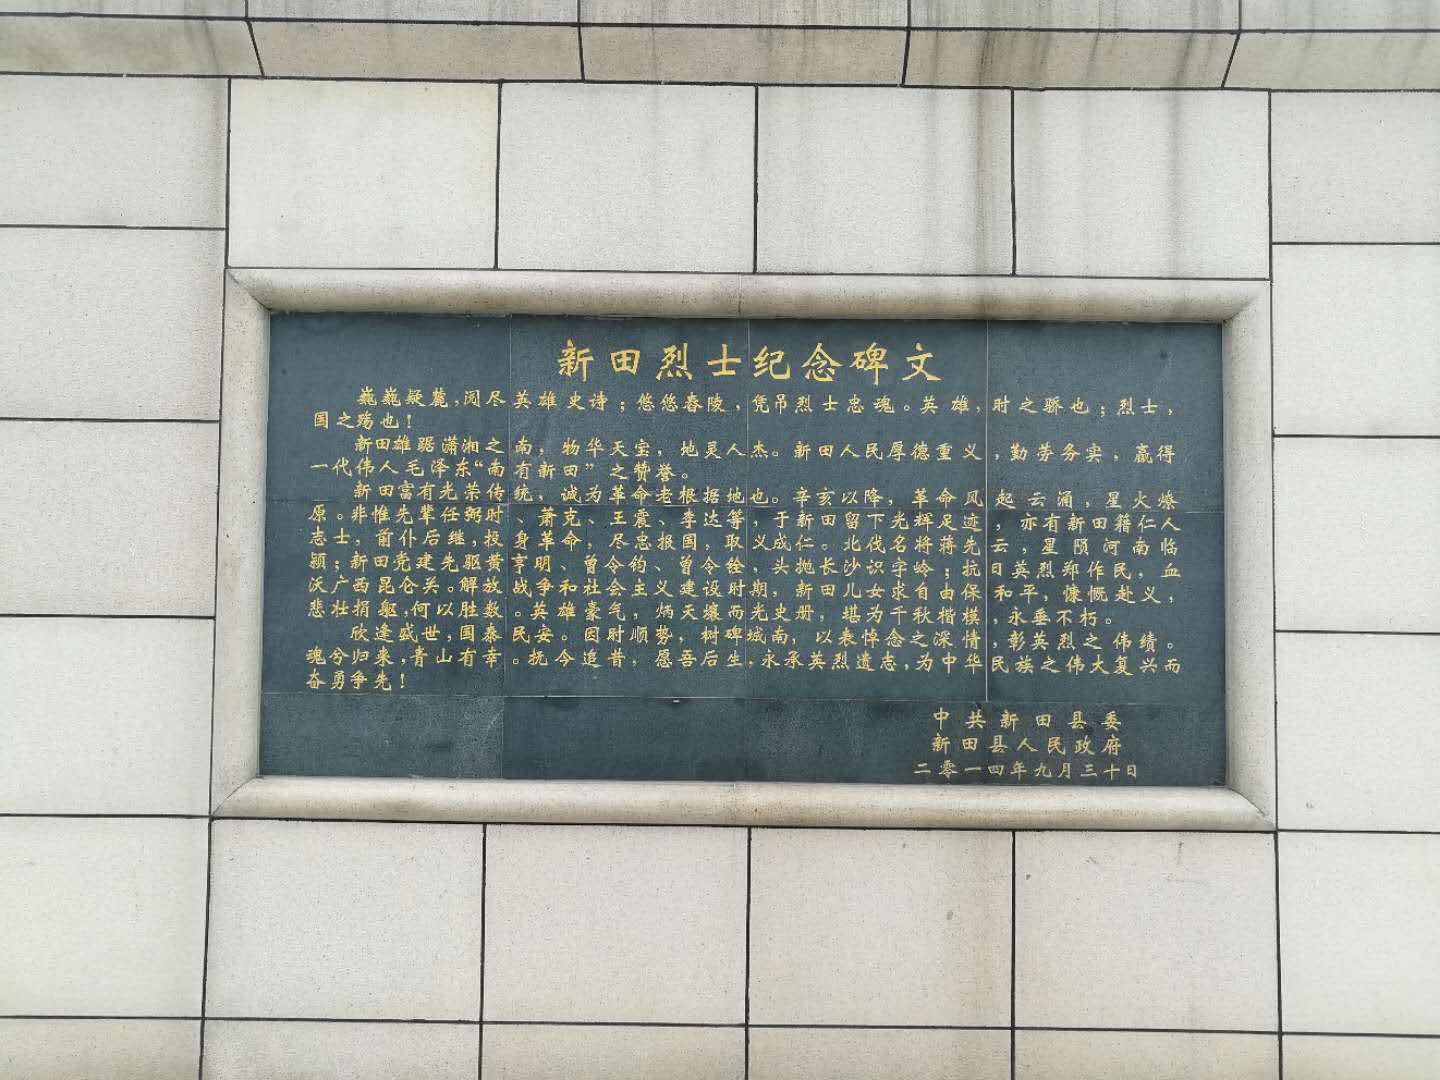 新田烈士纪念碑文
巍巍疑麓，阅尽英雄史诗；悠悠舂陵，凭吊烈士忠魂。英雄，时之骄也；烈士，
国之殇也！
新田雄踞潇湘之南，物华天宝，地灵人杰。新田人民厚德重义，勤劳务实，赢得
一代伟人毛泽东“南有新田”之赞誉。
新田富有光荣传统，诚为革命老根据地也。辛亥以降，革命风起云涌，星火燎
原。非惟先辈任弼时、萧克、王震、李达等，于新田留下光辉足迹，亦有新田籍仁人
志士，前仆后继，投身革命，尽忠报国，取义成仁。北伐名将蒋先云，星陨河南临
颍；新田党建先驱黄亨明、曾令钧、曾令铨，头抛长沙识字岭；抗日英烈郑作民，血
沃广西昆仑关。解放战争和社会主义建设时期，新田儿女求自由保和平，慷慨赴义，
悲壮捐躯，何以胜数。英雄豪气，炳天壤而光史册，堪为千秋楷模，永垂不朽。
欣逢盛世，国泰民安。因时顺势，树碑城南，以表悼念之深情，彰英烈之伟绩。
魂兮归来，青山有幸。抚今追昔，愿吾后生，永承英烈遗志，为中华民族之伟大复兴而
奋勇争先！
中共新田县委
新田县人民政府
二零一四年九月三十日